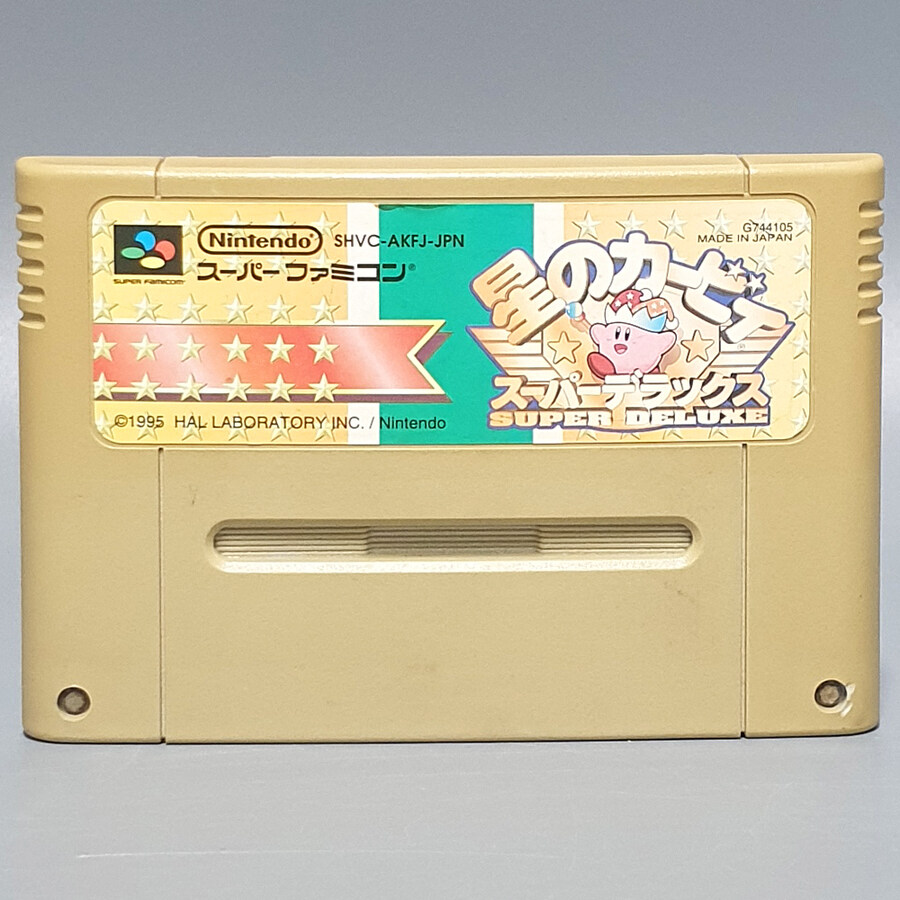 Nintendo® SHVC-AKFJ-JPN
SUPER FAMICOM
スーパーファミコン®
G744105
MADE IN JAPAN
星のカービィ
スーパーデラックス
SUPER DELUXE
©1995 HAL LABORATORY INC. / Nintendo